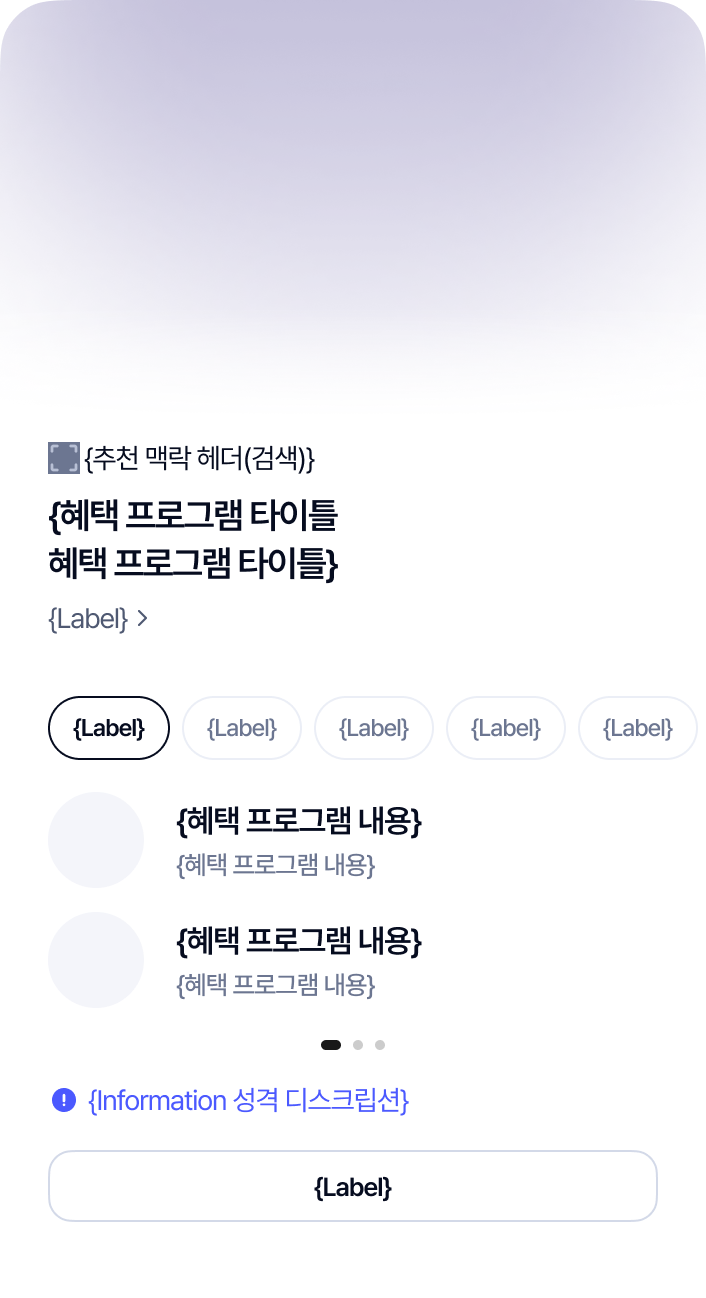 {추천 맥락 헤더(검색)}
{혜택 프로그램 타이틀
혜택 프로그램 타이틀}
{Label}
{Label} {Label} {Label} {Label} {Label}
{혜택 프로그램 내용}
{혜택 프로그램 내용}
{혜택 프로그램 내용}
{혜택 프로그램 내용}
{Information 성격 디스크립션}
{Label}